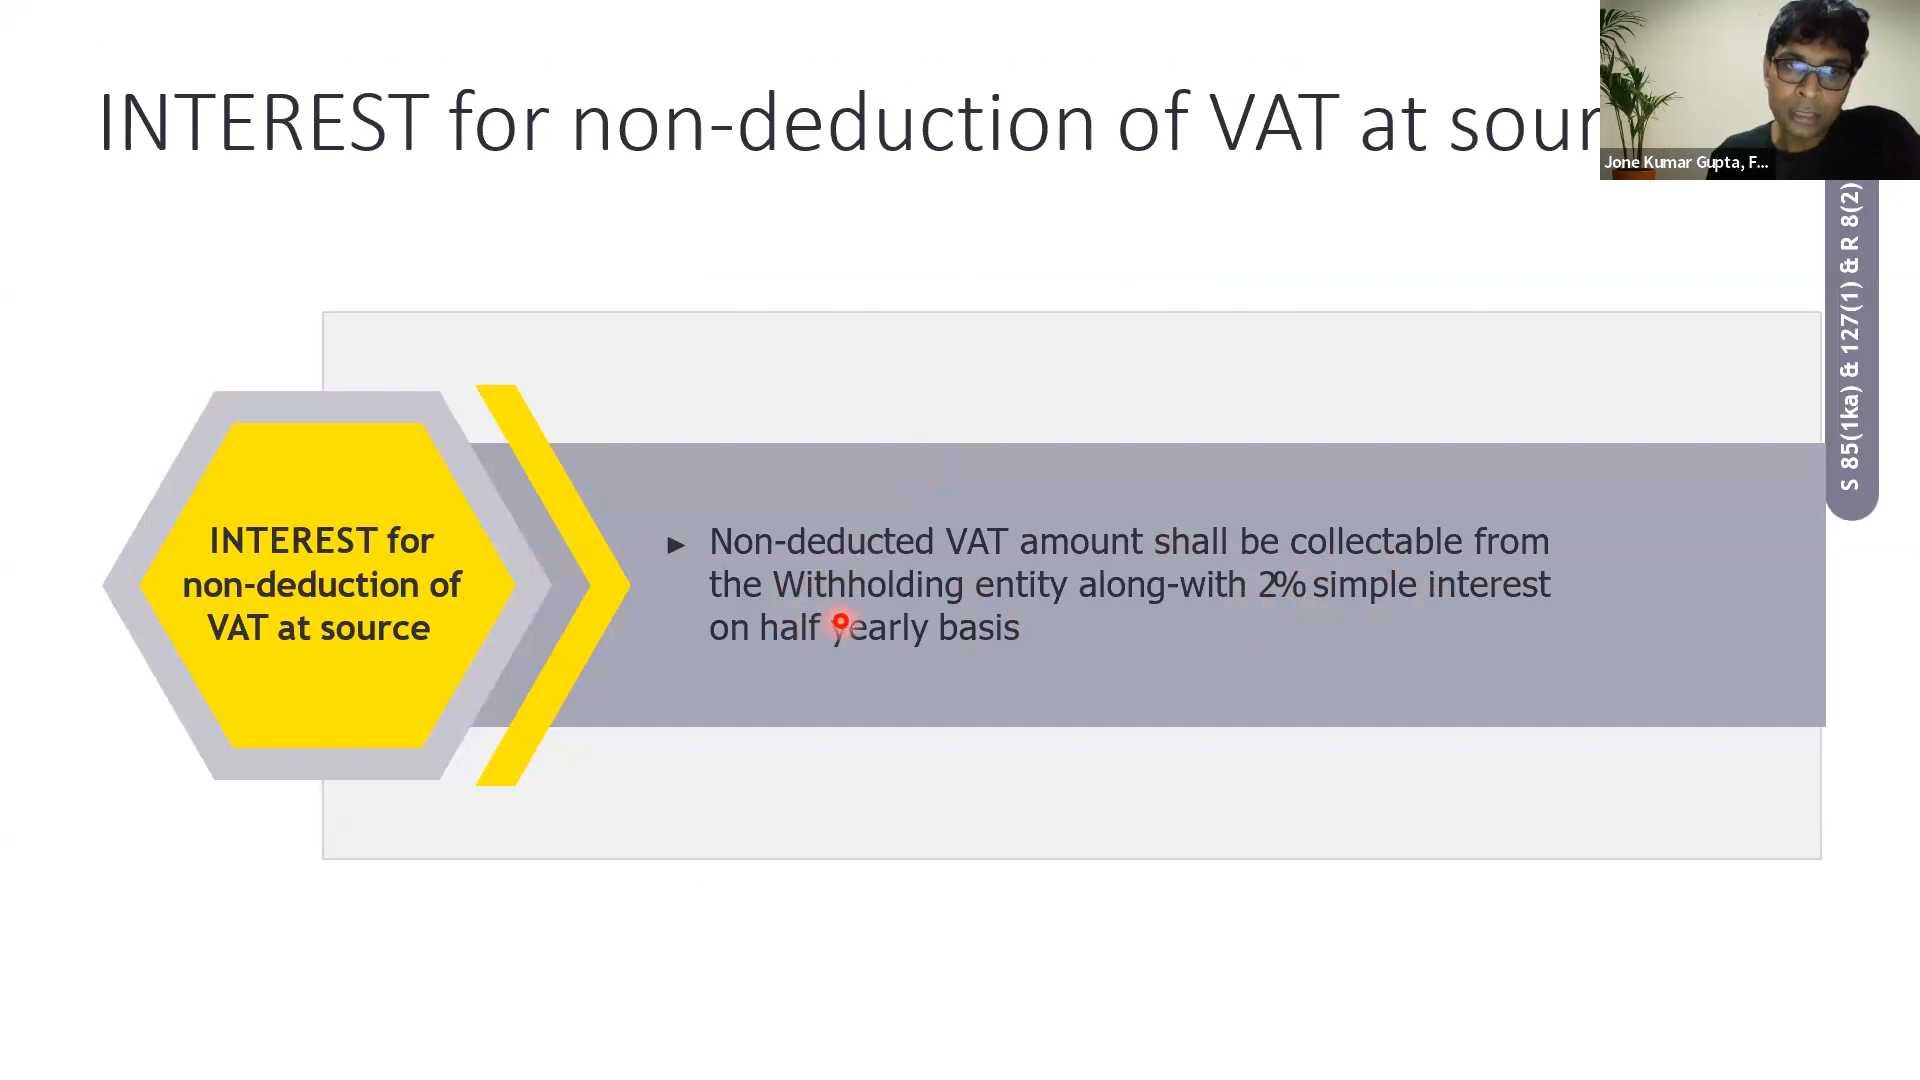 INTEREST for non-deduction of VAT at sour
Jone Kumar Gupta, F...
S 85(1ka) & 127(1) & R 8(2)
INTEREST for
non-deduction of
VAT at source
► Non-deducted VAT amount shall be collectable from
the Withholding entity along-with 2% simple interest
on half yearly basis